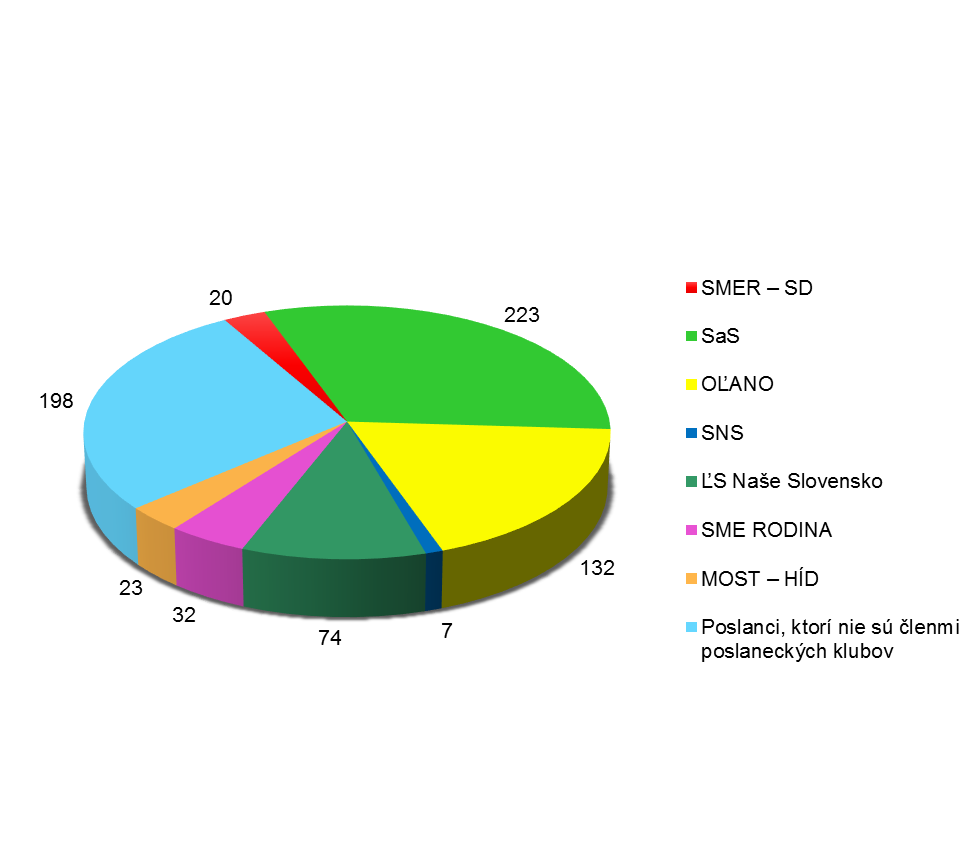 20
223
198
132
23
32
74
7
SMER – SD
SaS
OĽANO
SNS
ĽS Naše Slovensko
SME RODINA
MOST – HÍD
Poslanci, ktorí nie sú členmi
poslaneckých klubov